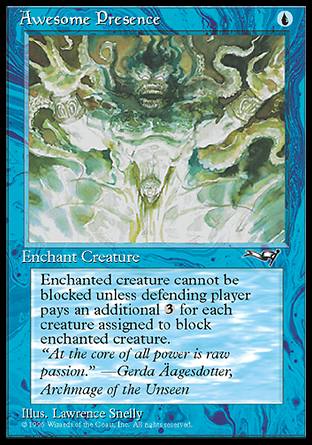 Awesome Presence
Enchant Creature
Enchanted creature cannot be
blocked unless defending player
pays an additional 3 for each
creature assigned to block
enchanted creature.
“At the core of all power is raw
passion.” —Gerda Äagesdotter,
Archmage of the Unseen
Illus. Lawrence Snelly
© 1996 Wizards of the Coast, Inc. All rights reserved.